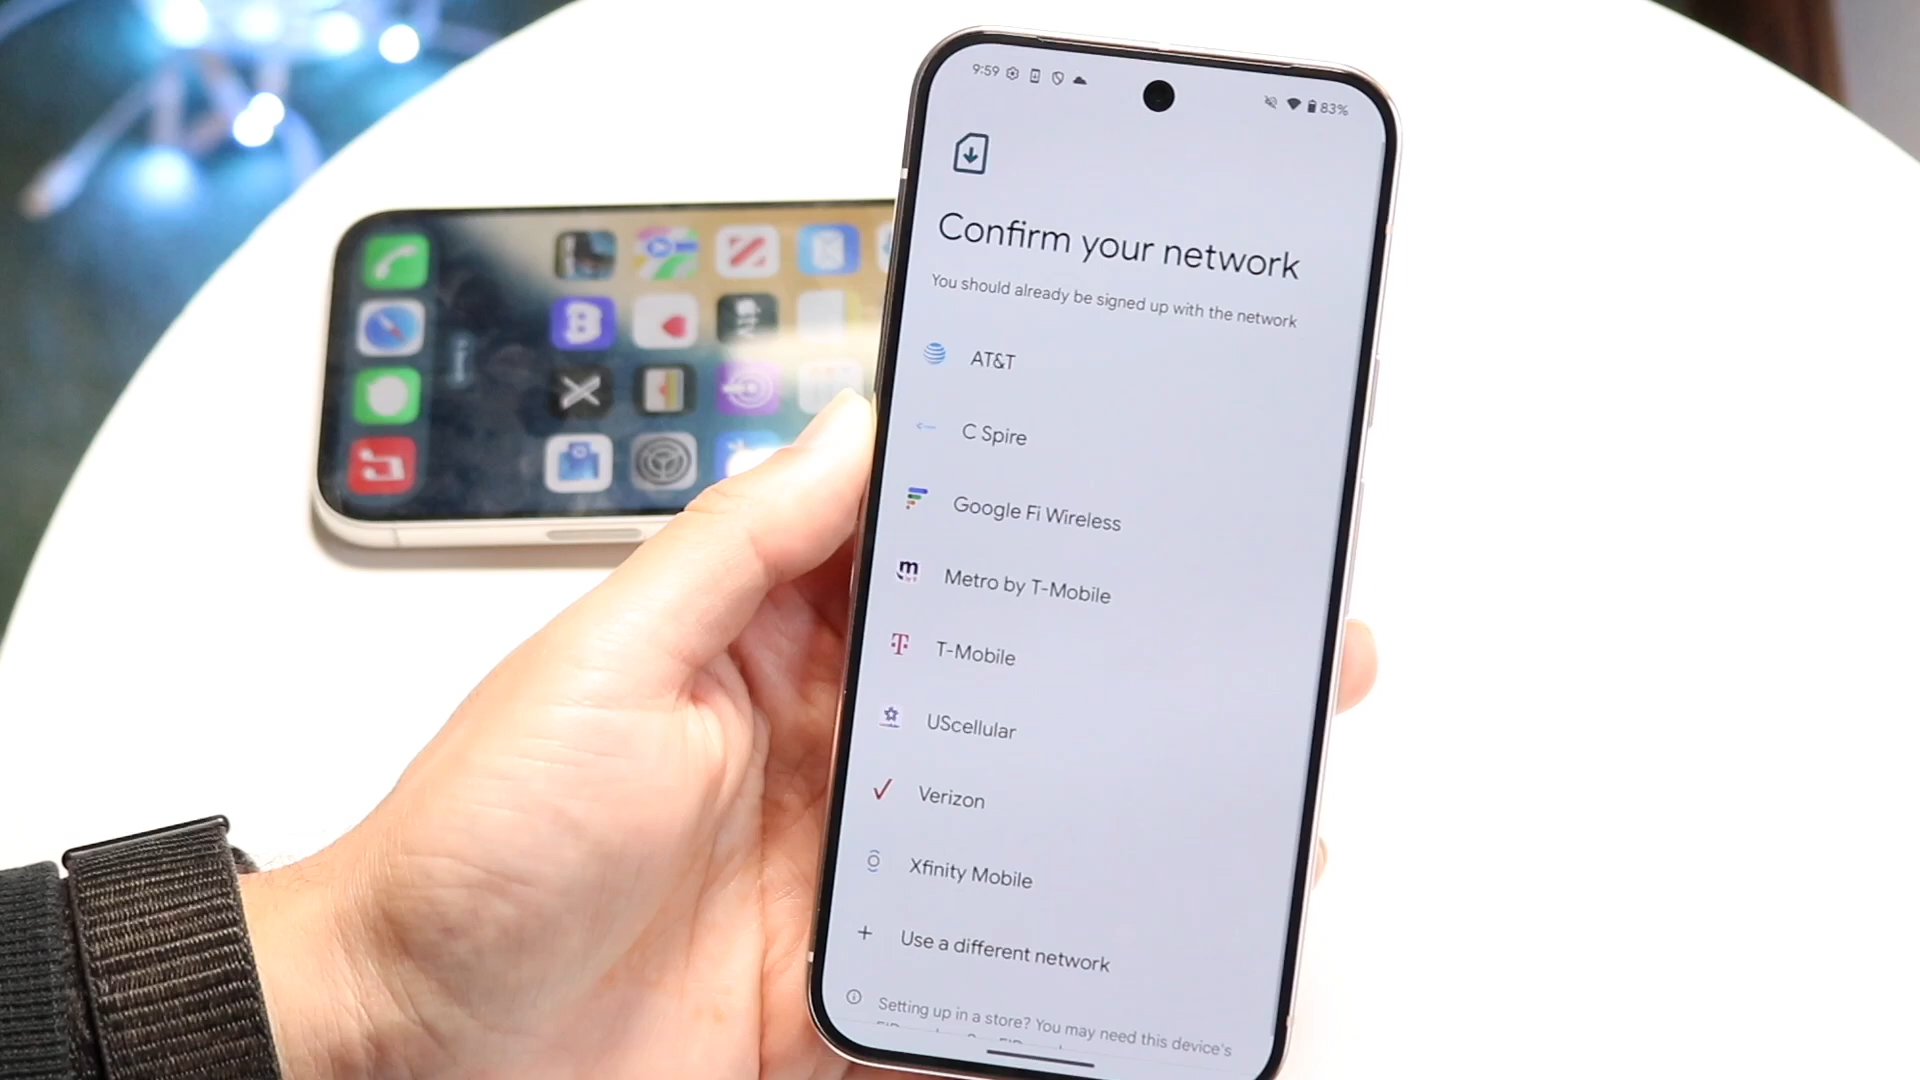 9:59
83%
Confirm your network
You should already be signed up with the network
AT&T
C Spire
Google Fi Wireless
m
Metro by T-Mobile
T
T-Mobile
UScellular
Verizon
Xfinity Mobile
+ Use a different network
Setting up in a store? You may need this device's